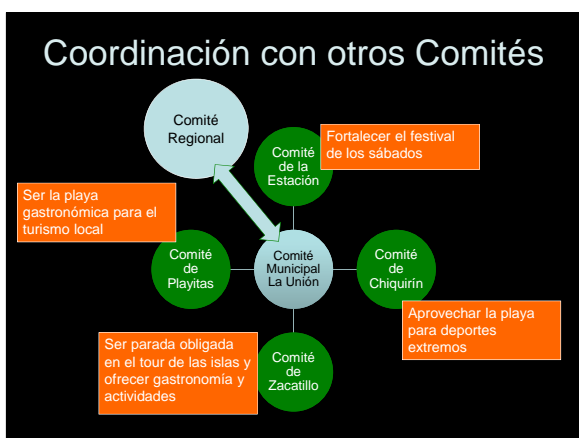 Coordinación con otros Comités
Comité
Regional
Fortalecer el festival
de los sábados
Comité
de la
Estación
Ser la playa
gastronómica para el
turismo local
Comité
de
Playitas
Comité
Municipal
La Unión
Comité
de
Chiquirín
Aprovechar la playa
para deportes
extremos
Ser parada obligada
en el tour de las islas y
ofrecer gastronomía y
actividades
Comité
de
Zacatillo